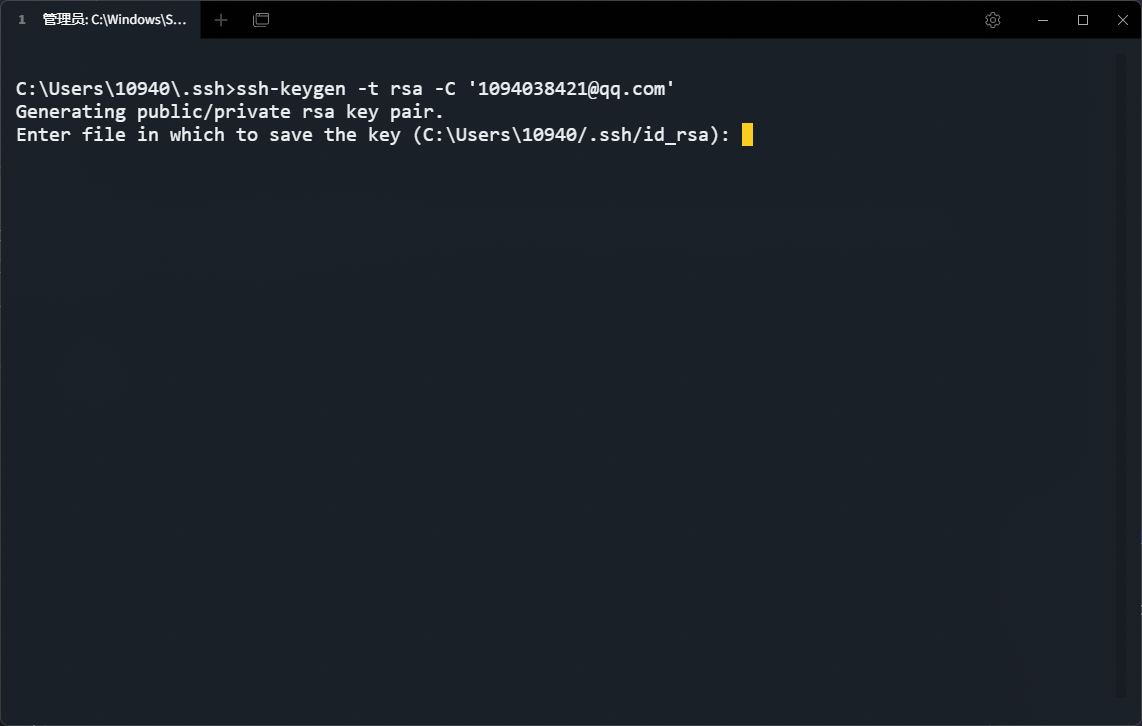 1 管理员: C:\Windows\S...
C:\Users\10940\.ssh>ssh-keygen -t rsa -C '1094038421@qq.com'
Generating public/private rsa key pair.
Enter file in which to save the key (C:\Users\10940/.ssh/id_rsa):